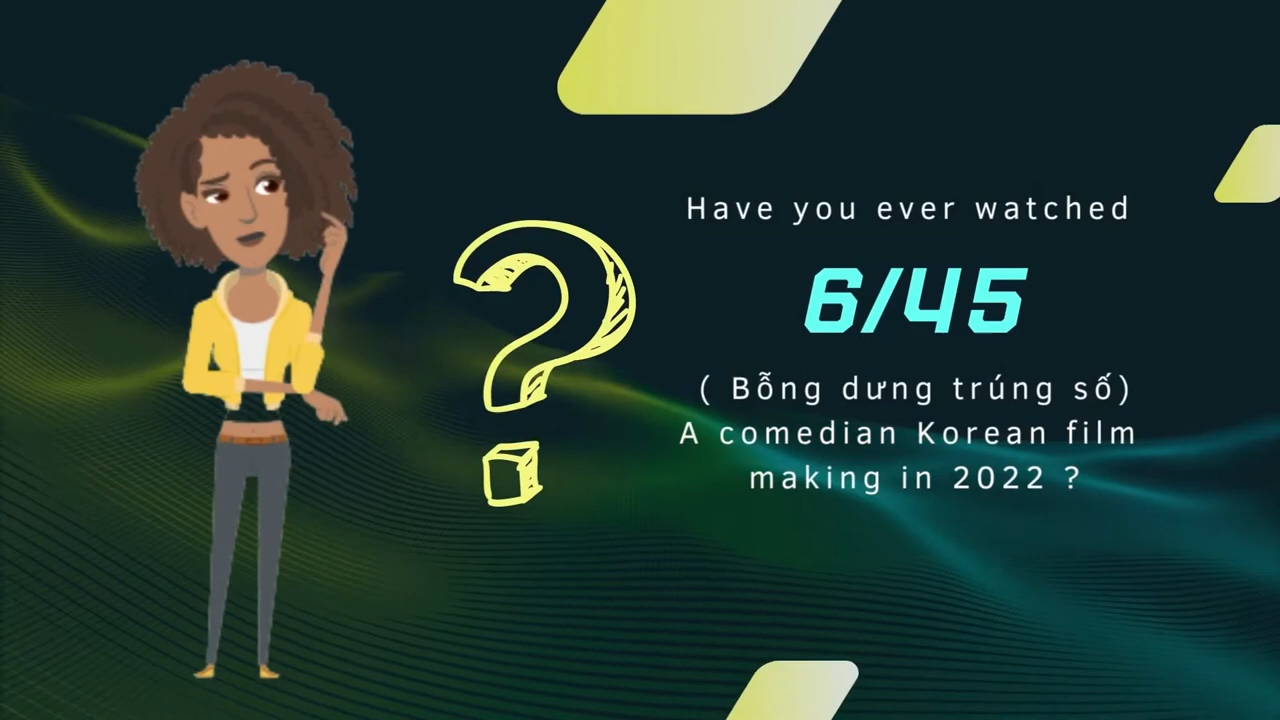 Have you ever watched
6/45
( Bỗng dưng trúng số)
A comedian Korean film
making in 2022 ?